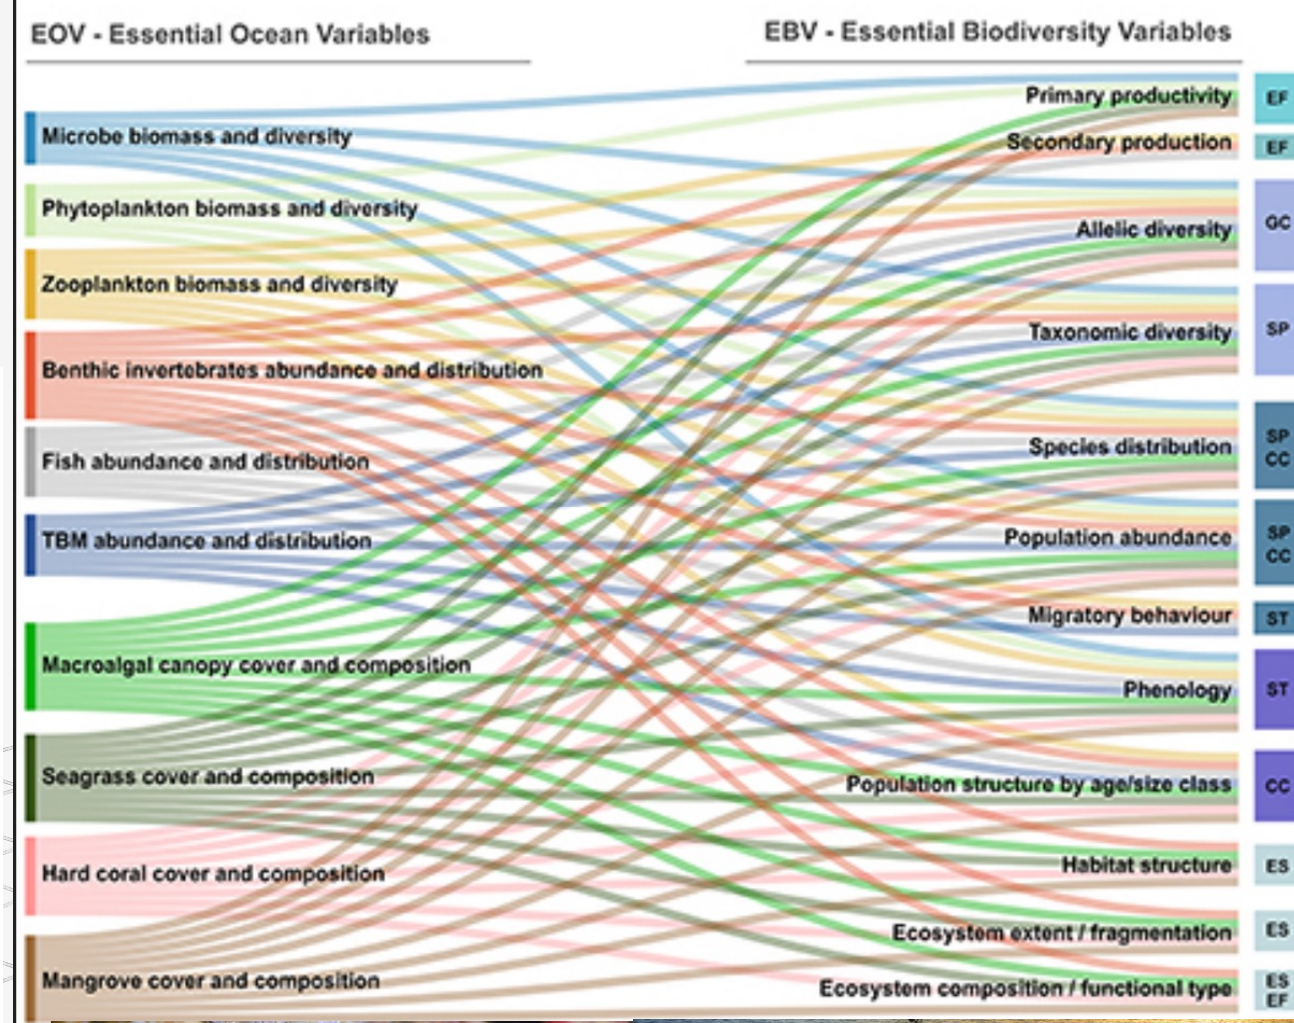 EOV - Essential Ocean Variables
EBV - Essential Biodiversity Variables
Microbe biomass and diversity
Phytoplankton biomass and diversity
Zooplankton biomass and diversity
Benthic invertebrates abundance and distribution
Fish abundance and distribution
TBM abundance and distribution
Macroalgal canopy cover and composition
Seagrass cover and composition
Hard coral cover and composition
Mangrove cover and composition
Primary productivity
EF
Secondary production
EF
Allelic diversity
GC
Taxonomic diversity
SP
Species distribution
SP
CC
Population abundance
SP
CC
Migratory behaviour
ST
Phenology
ST
Population structure by age/size class
CC
Habitat structure
ES
Ecosystem extent / fragmentation
ES
Ecosystem composition / functional type
ES
EF